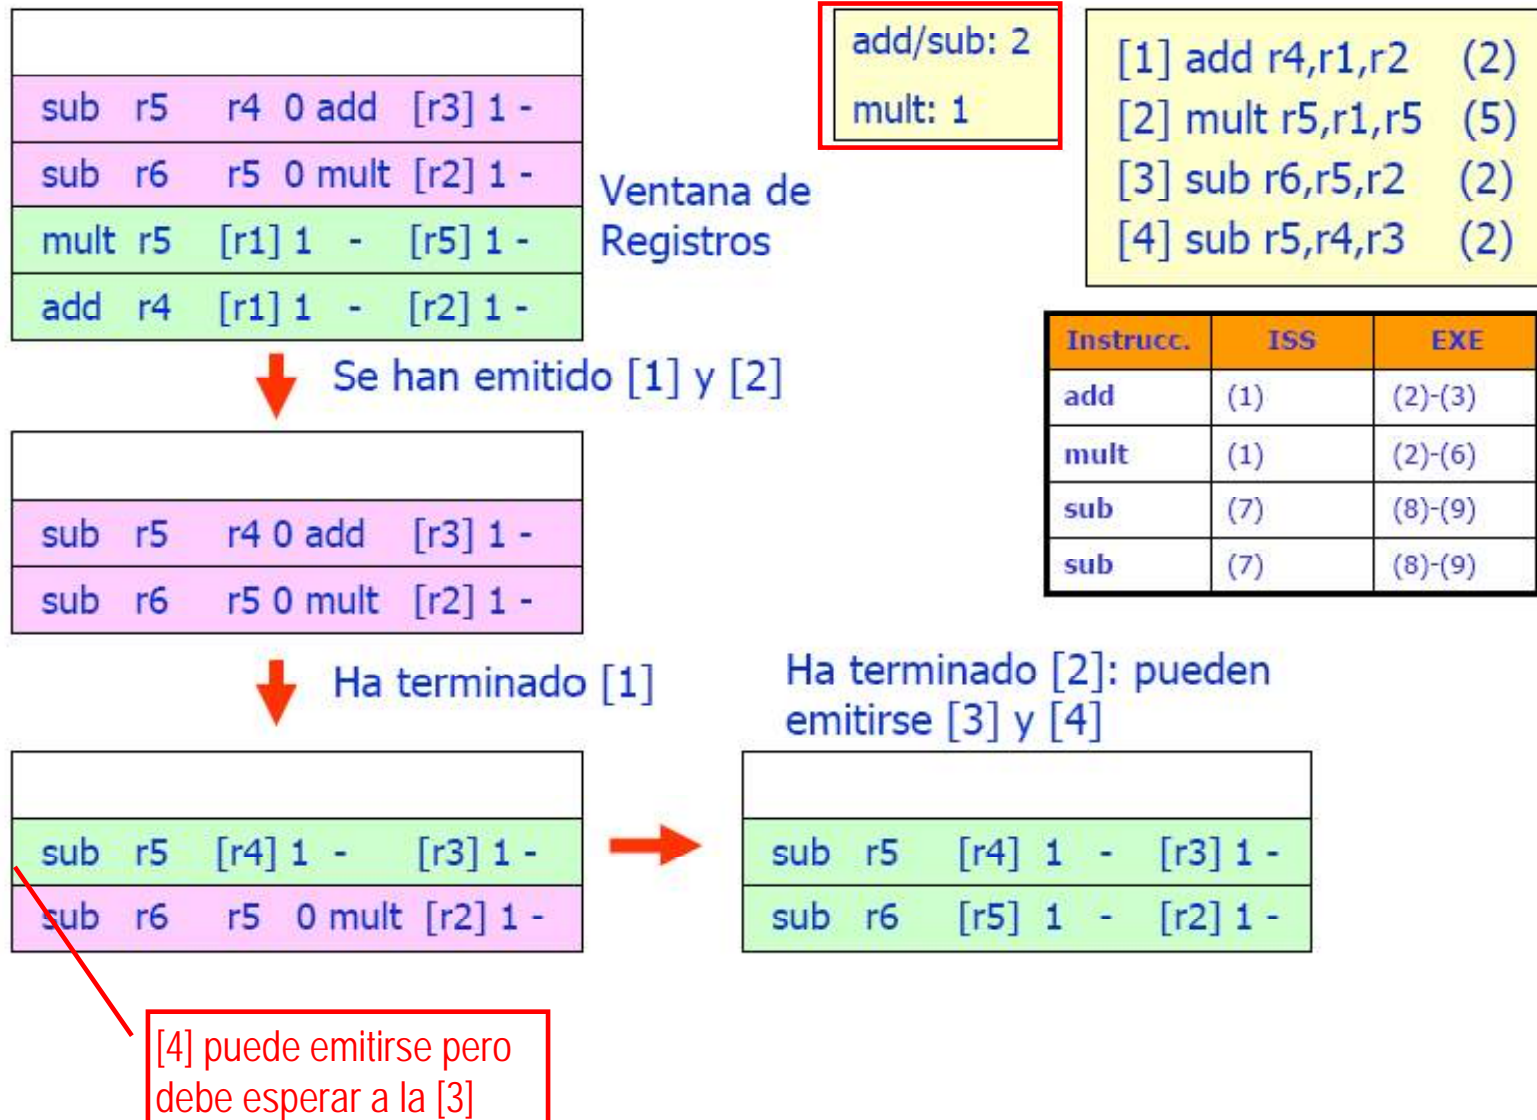 sub r5 r4 0 add [r3] 1 -
sub r6 r5 0 mult [r2] 1 -
mult r5 [r1] 1 - [r5] 1 -
add r4 [r1] 1 - [r2] 1 -
Ventana de
Registros
add/sub: 2
mult: 1
[1] add r4,r1,r2 (2)
[2] mult r5,r1,r5 (5)
[3] sub r6,r5,r2 (2)
[4] sub r5,r4,r3 (2)
Se han emitido [1] y [2]
Instrucc. ISS EXE
add (1) (2)-(3)
mult (1) (2)-(6)
sub (7) (8)-(9)
sub (7) (8)-(9)
sub r5 r4 0 add [r3] 1 -
sub r6 r5 0 mult [r2] 1 -
Ha terminado [1]
Ha terminado [2]: pueden
emitirse [3] y [4]
sub r5 [r4] 1 - [r3] 1 -
sub r6 r5 0 mult [r2] 1 -
sub r5 [r4] 1 - [r3] 1 -
sub r6 [r5] 1 - [r2] 1 -
[4] puede emitirse pero
debe esperar a la [3]